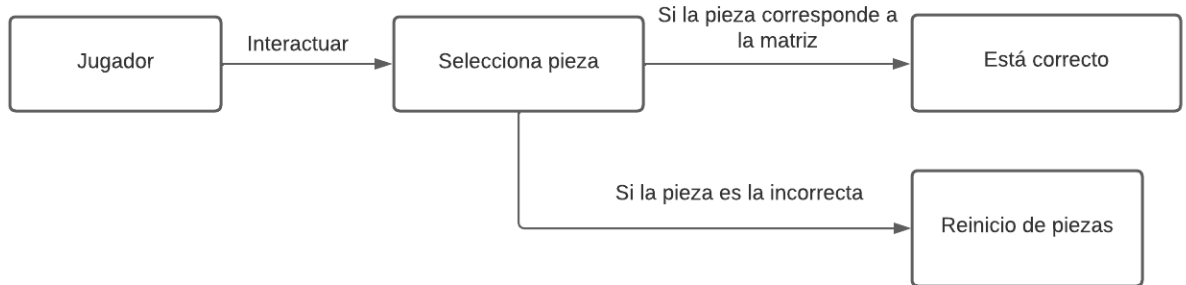 Jugador
Interactuar
Selecciona pieza
Si la pieza corresponde a
la matriz
Está correcto
Si la pieza es la incorrecta
Reinicio de piezas